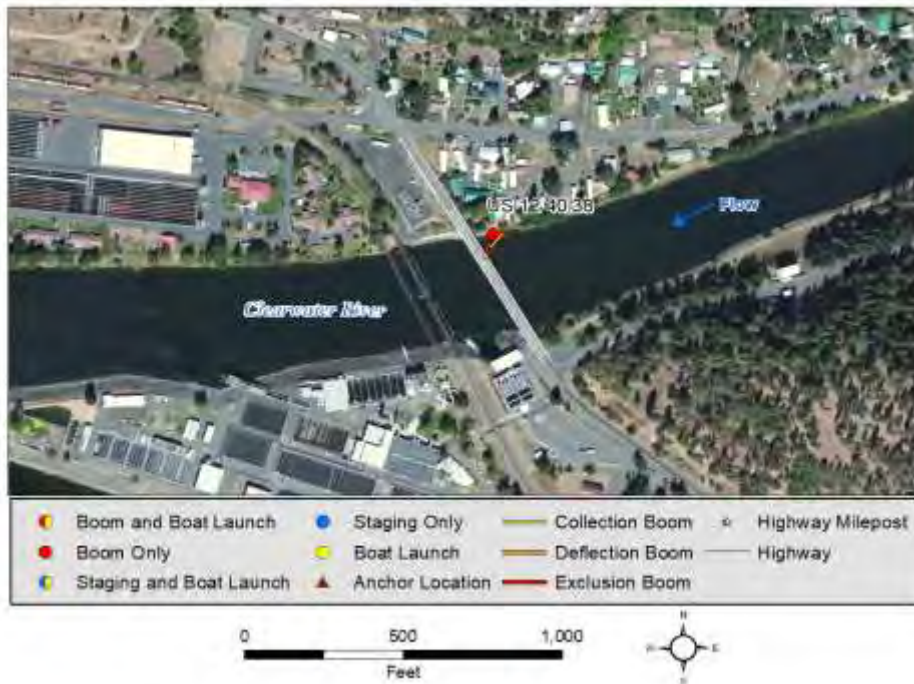 US 12 40.38
Flow
Clearwater River
Boom and Boat Launch
Staging Only
Collection Boom
Highway Milepost
Boom Only
Boat Launch
Deflection Boom
Highway
Staging and Boat Launch
Anchor Location
Exclusion Boom
0 500 1,000
Feet
N
W E
S